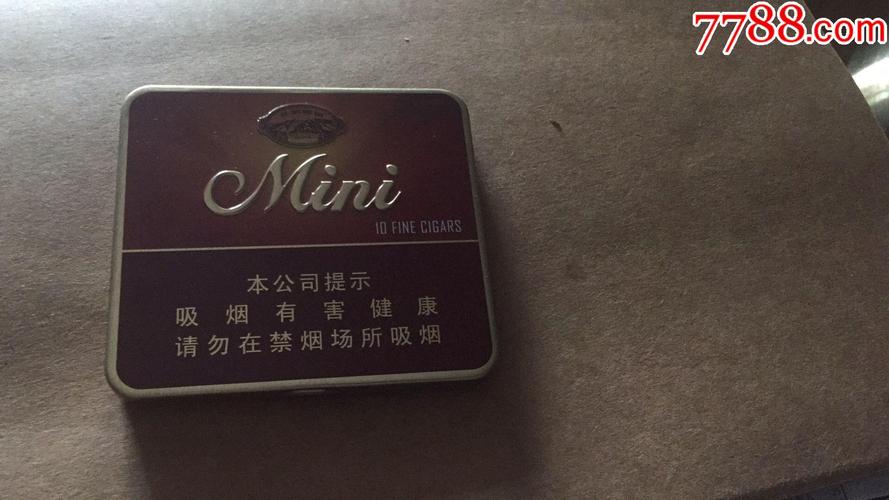 7788.com
Mini
10 FINE CIGARS
本公司提示
吸烟有害健康
请勿在禁烟场所吸烟